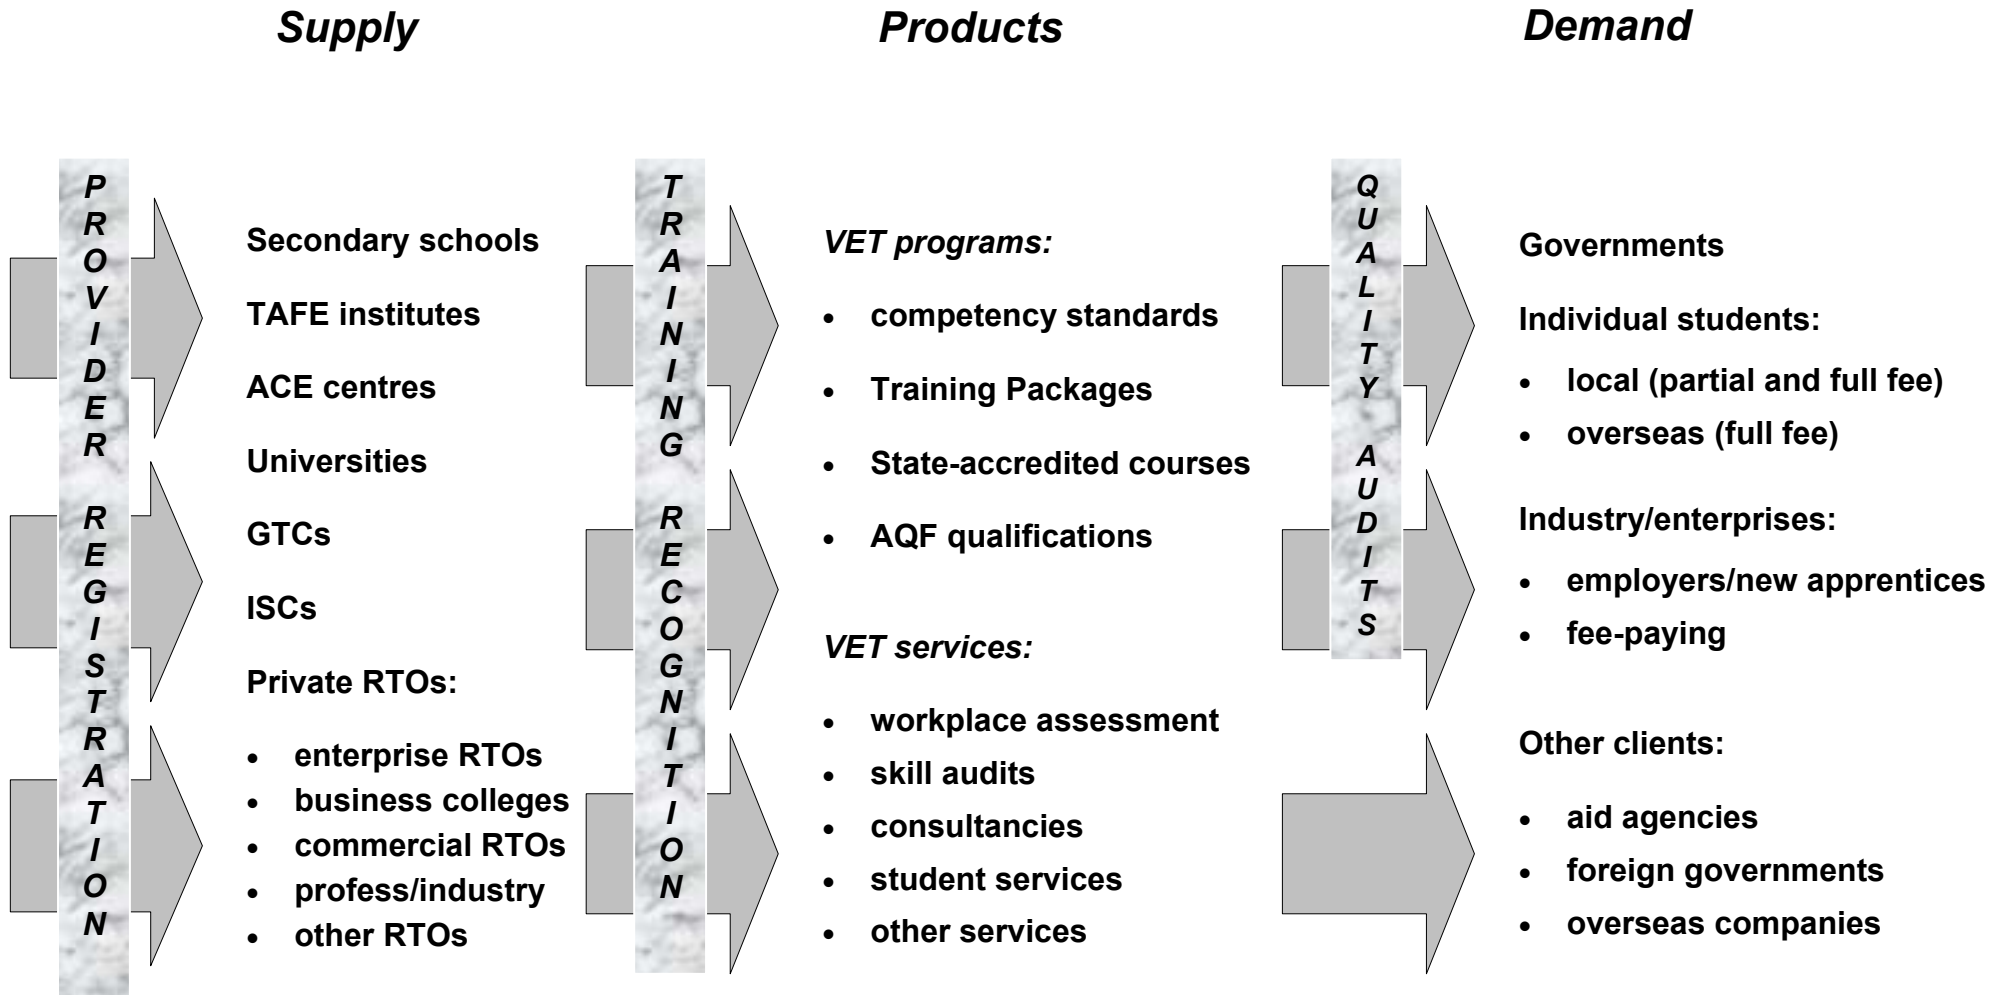 Supply
Products
Demand
PROVIDER REGISTRATION
Secondary schools
TAFE institutes
ACE centres
Universities
GTCs
ISCs
Private RTOs:
• enterprise RTOs
• business colleges
• commercial RTOs
• profess/industry
• other RTOs
TRAINING RECOGNITION
VET programs:
• competency standards
• Training Packages
• State-accredited courses
• AQF qualifications
VET services:
• workplace assessment
• skill audits
• consultancies
• student services
• other services
QUALITY AUDITS
Governments
Individual students:
• local (partial and full fee)
• overseas (full fee)
Industry/enterprises:
• employers/new apprentices
• fee-paying
Other clients:
• aid agencies
• foreign governments
• overseas companies